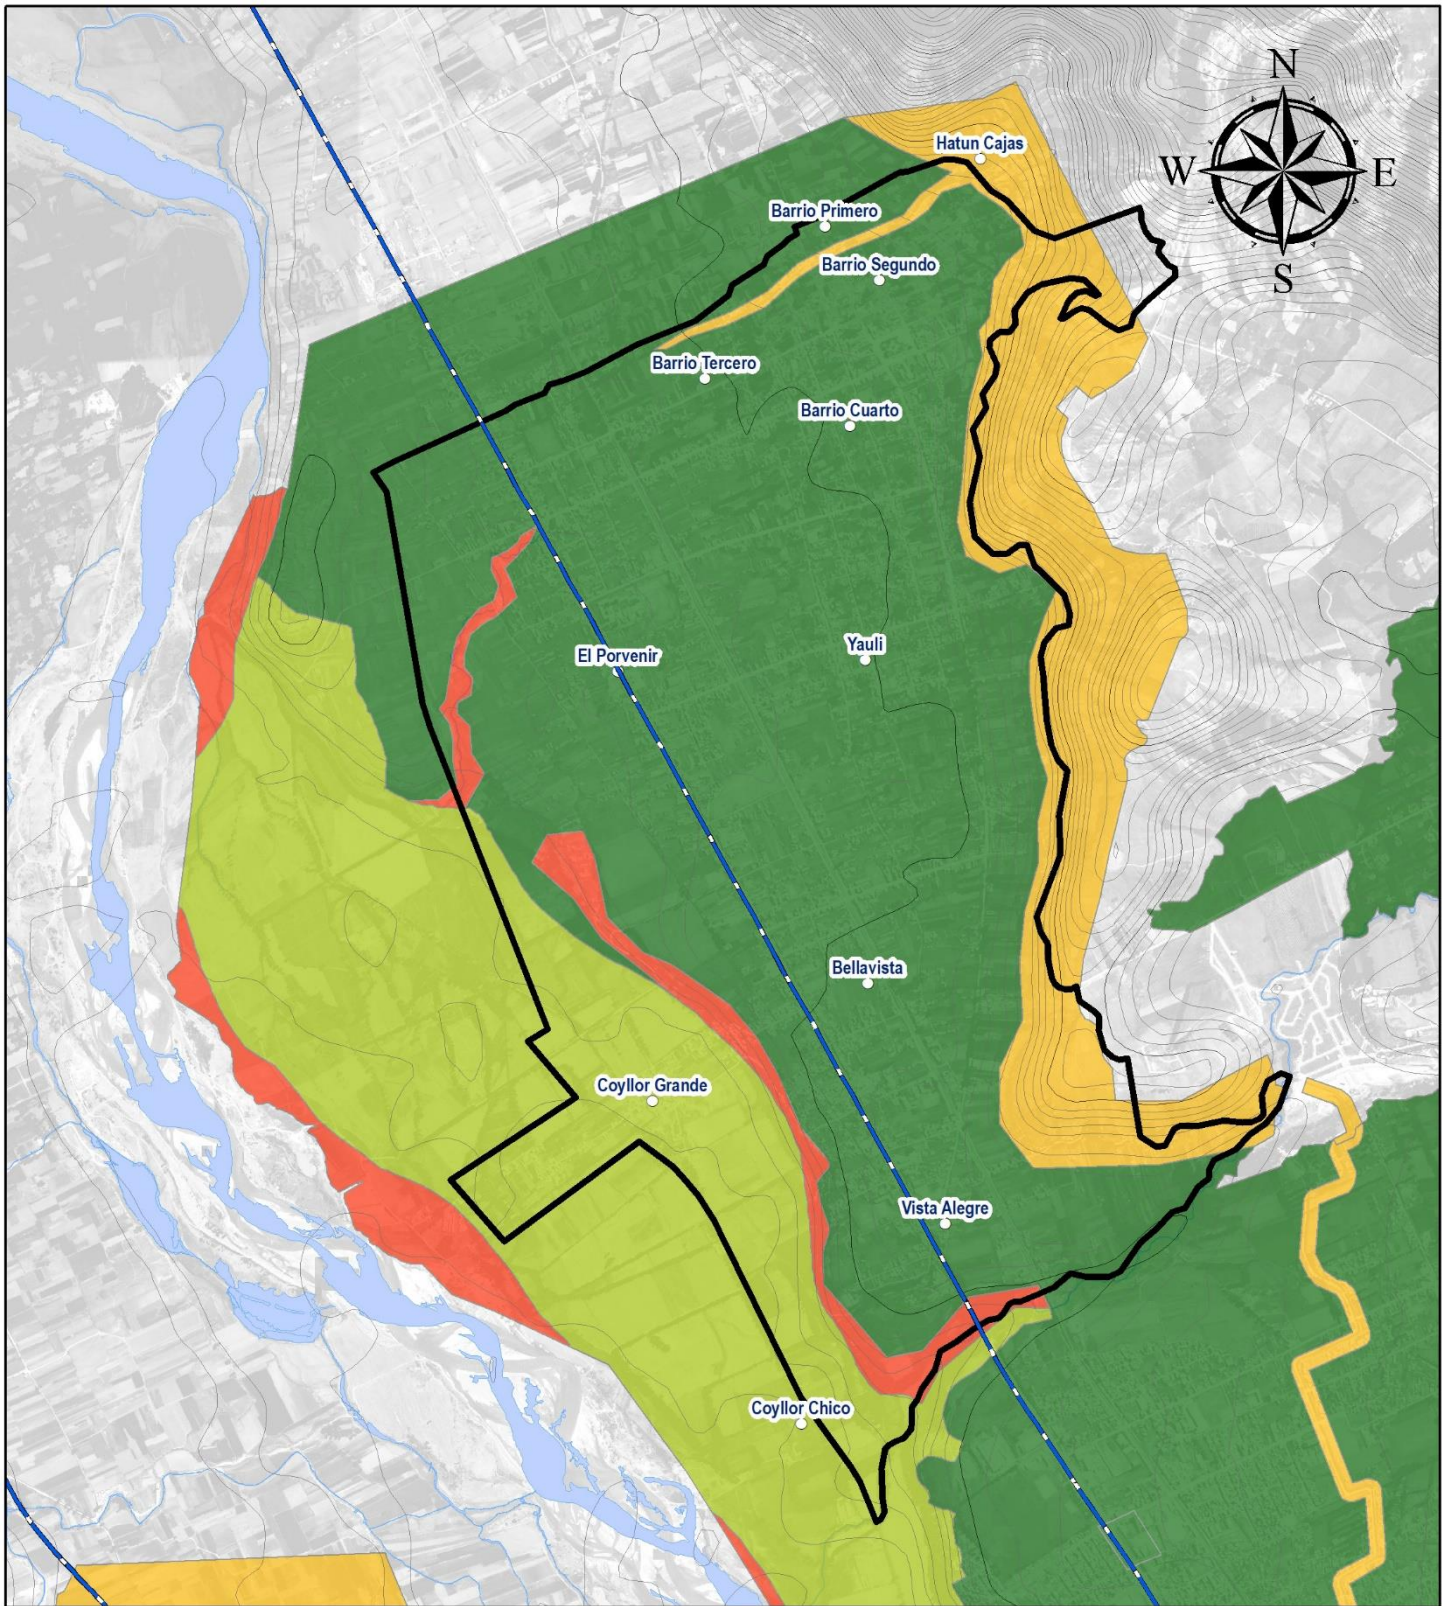 N
Hatun Cajas
W
E
Barrio Primero
Barrio Segundo
S
Barrio Tercero
Barrio Cuarto
Yauli
El Porvenir
Bellavista
Coyllor Grande
Vista Alegre
Coyllor Chico